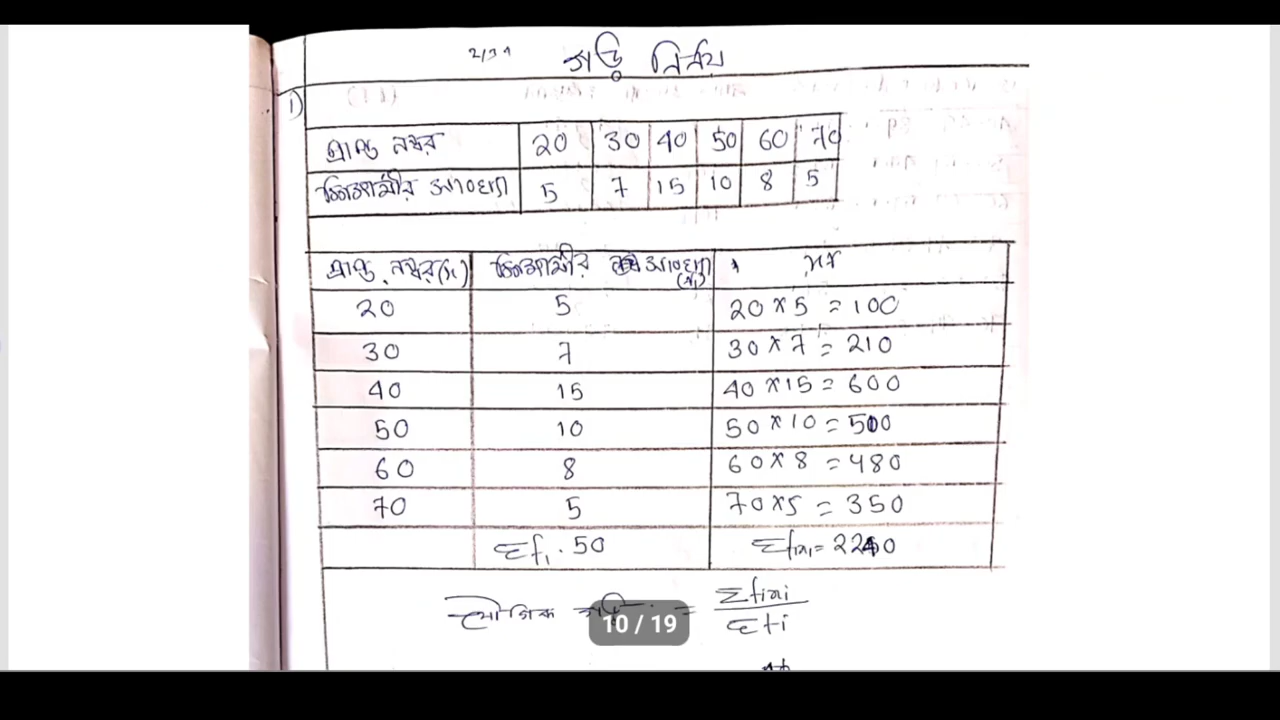 গড় নির্ণয়
1)
প্রাপ্ত নম্বর 20 30 40 50 60 70
শিক্ষার্থীর সংখ্যা 5 7 15 10 8 5
প্রাপ্ত নম্বর(xi) শিক্ষার্থীর সংখ্যা
20 5 20 × 5 = 100
30 7 30 × 7 = 210
40 15 40 × 15 = 600
50 10 50 × 10 = 500
60 8 60 × 8 = 480
70 5 70 × 5 = 350
Σf₁ . 50 Σfixi = 2240
যৌগিক গড় = Σfixi / Σfi
10 / 19